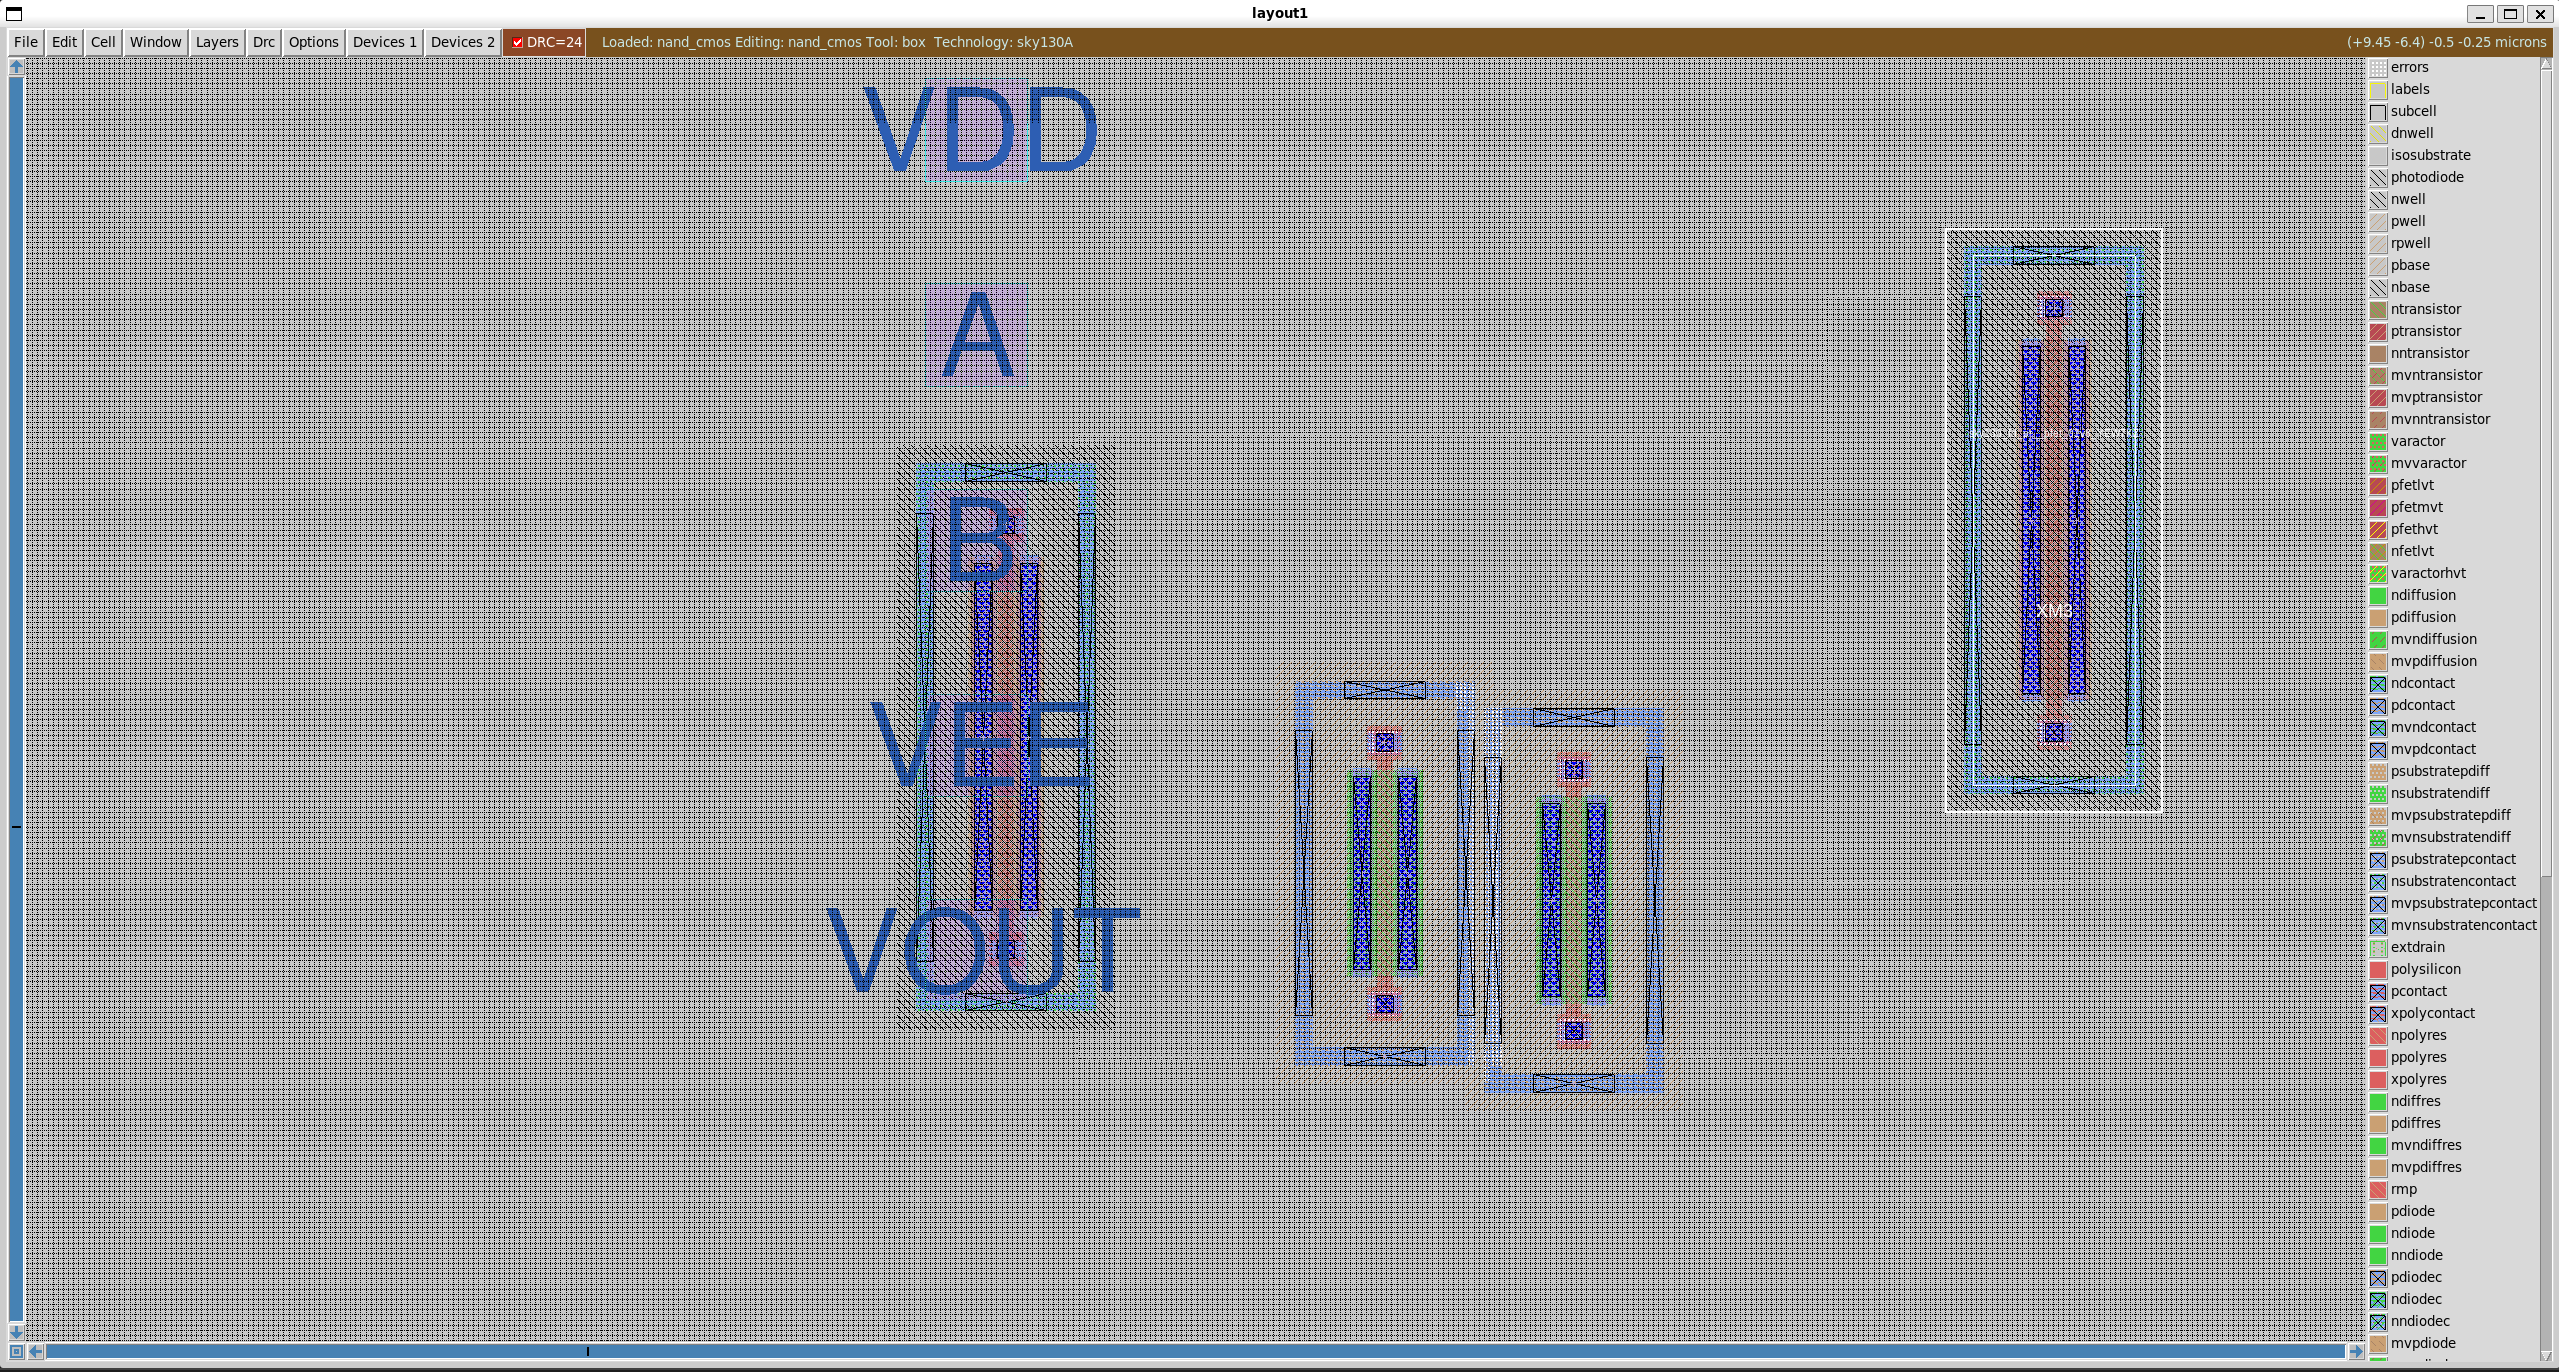 layout1
File Edit Cell Window Layers Drc Options Devices 1 Devices 2 DRC=24 Loaded: nand_cmos Editing: nand_cmos Tool: box Technology: sky130A (+9.45 -6.4) -0.5 -0.25 microns
VDD
A
B
VEE
VOUT
XM3
errors
labels
subcell
dnwell
isosubstrate
photodiode
nwell
pwell
rpwell
pbase
nbase
ntransistor
ptransistor
nntransistor
mvntransistor
mvptransistor
mvnntransistor
varactor
mvvaractor
pfetlvt
pfetmvt
pfethvt
nfetlvt
varactorhvt
ndiffusion
pdiffusion
mvndiffusion
mvpdiffusion
ndcontact
pdcontact
mvndcontact
mvpdcontact
psubstratepdiff
nsubstratendiff
mvpsubstratepdiff
mvnsubstratendiff
psubstratepcontact
nsubstratencontact
mvpsubstratepcontact
mvnsubstratencontact
extdrain
polysilicon
pcontact
xpolycontact
npolyres
ppolyres
xpolyres
ndiffres
pdiffres
mvndiffres
mvpdiffres
rmp
pdiode
ndiode
nndiode
pdiodec
ndiodec
nndiodec
mvpdiode